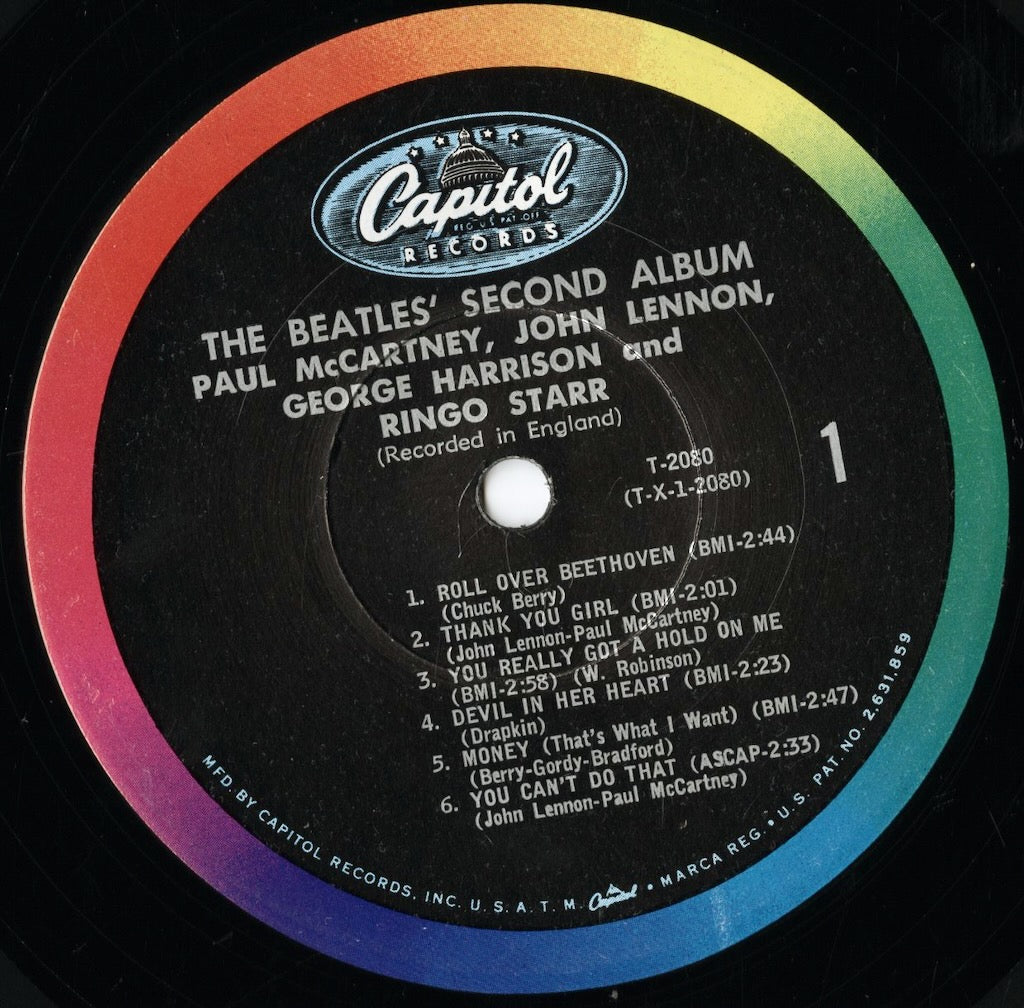 Capitol
REG. U.S. PAT. OFF.
RECORDS
THE BEATLES' SECOND ALBUM
PAUL McCARTNEY, JOHN LENNON,
GEORGE HARRISON and
RINGO STARR
(Recorded in England)
1
T-2080
(T-X-1-2080)
1. ROLL OVER BEETHOVEN (BMI-2:44)
(Chuck Berry)
2. THANK YOU GIRL (BMI-2:01)
(John Lennon-Paul McCartney)
3. YOU REALLY GOT A HOLD ON ME
(BMI-2:58) (W. Robinson)
4. DEVIL IN HER HEART (BMI-2:23)
(Drapkin)
5. MONEY (That's What I Want) (BMI-2:47)
(Berry-Gordy-Bradford)
6. YOU CAN'T DO THAT (ASCAP-2:33)
(John Lennon-Paul McCartney)
MFD. BY CAPITOL RECORDS, INC. U. S. A. T. M. Capitol • MARCA REG. • U. S. PAT. NO. 2,631,859